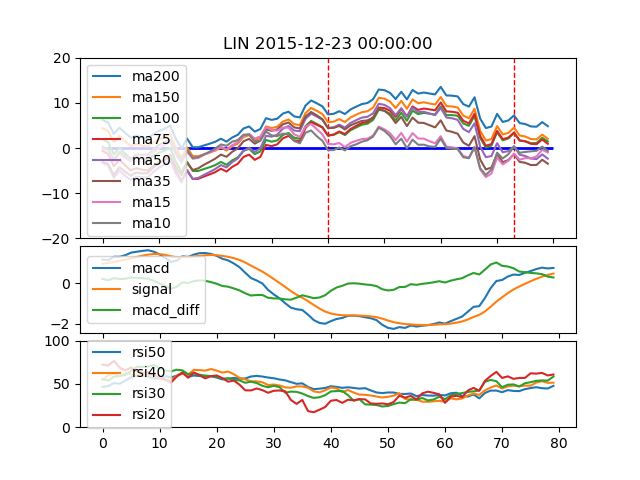 LIN 2015-12-23 00:00:00
20
10
0
−10
−20
ma200
ma150
ma100
ma75
ma50
ma35
ma15
ma10
0
−2
macd
signal
macd_diff
100
50
0
rsi50
rsi40
rsi30
rsi20
0 10 20 30 40 50 60 70 80